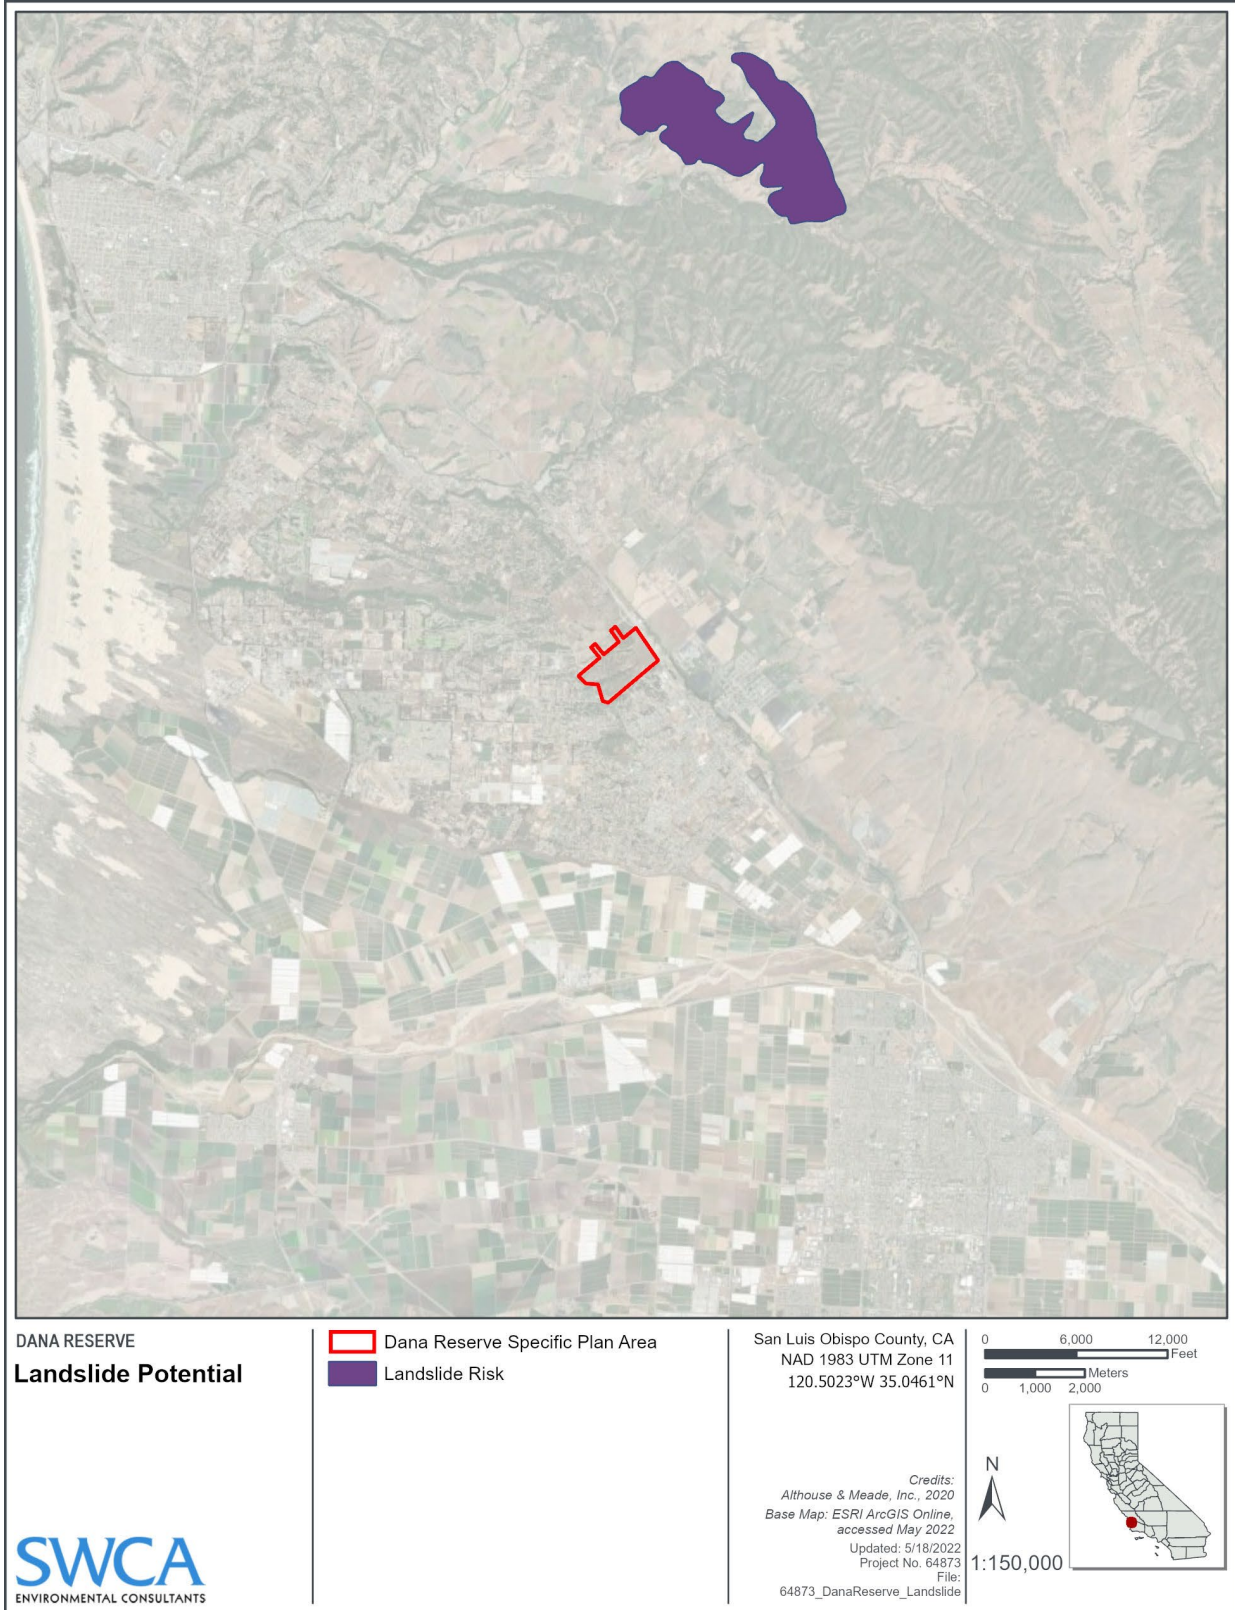 DANA RESERVE
Landslide Potential
SWCA
ENVIRONMENTAL CONSULTANTS
Dana Reserve Specific Plan Area
Landslide Risk
San Luis Obispo County, CA
NAD 1983 UTM Zone 11
120.5023°W 35.0461°N
Credits:
Althouse & Meade, Inc., 2020
Base Map: ESRI ArcGIS Online,
accessed May 2022
Updated: 5/18/2022
Project No. 64873
File:
64873_DanaReserve_Landslide
0 6,000 12,000
Feet
Meters
0 1,000 2,000
N
1:150,000